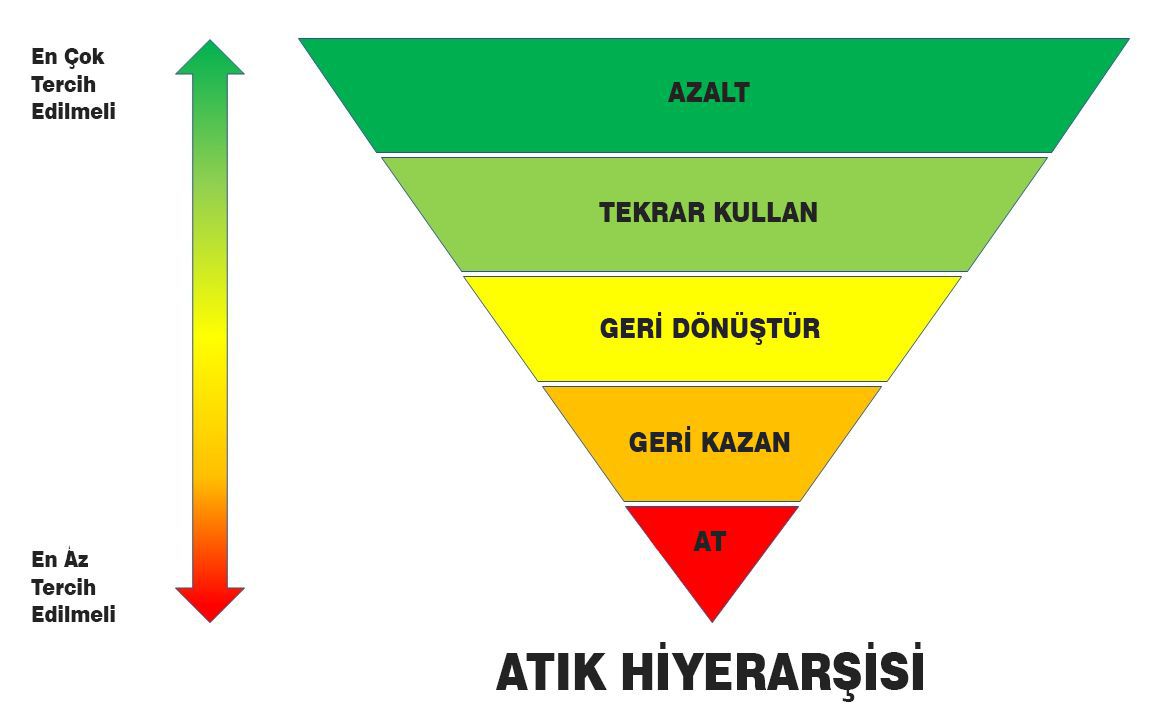 En Çok
Tercih
Edilmeli
AZALT
TEKRAR KULLAN
GERİ DÖNÜŞTÜR
GERİ KAZAN
AT
En Az
Tercih
Edilmeli
ATIK HİYERARŞİSİ